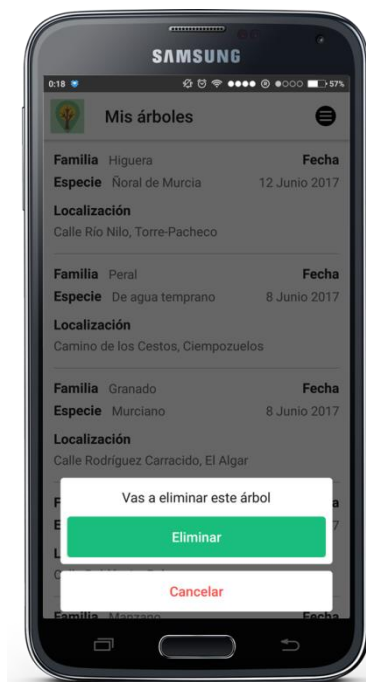 SAMSUNG
0:18 57%
Mis árboles
Familia Higuera Fecha
Especie Ñoral de Murcia 12 Junio 2017
Localización
Calle Río Nilo, Torre-Pacheco
Familia Peral Fecha
Especie De agua temprano 8 Junio 2017
Localización
Camino de los Cestos, Ciempozuelos
Familia Granado Fecha
Especie Murciano 8 Junio 2017
Localización
Calle Rodríguez Carracido, El Algar
Vas a eliminar este árbol
Eliminar
Cancelar
Familia Manzano Fecha